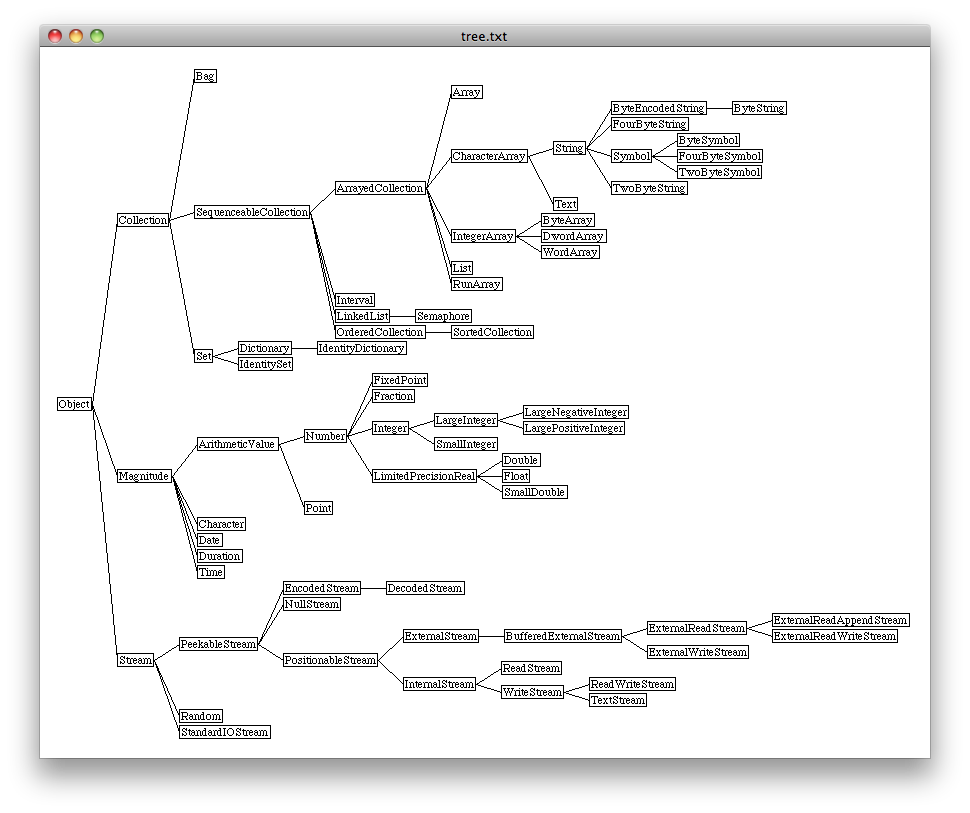 tree.txt
Bag
Array
ByteEncodedString ByteString
FourByteString
ByteSymbol
String
CharacterArray Symbol FourByteSymbol
TwoByteSymbol
ArrayedCollection TwoByteString
Text
SequenceableCollection
Collection ByteArray
IntegerArray DwordArray
WordArray
List
RunArray
Interval
LinkedList Semaphore
OrderedCollection SortedCollection
Dictionary IdentityDictionary
Set
IdentitySet
FixedPoint
Fraction
Object
LargeNegativeInteger
LargeInteger
Integer LargePositiveInteger
Number
ArithmeticValue SmallInteger
Double
Magnitude LimitedPrecisionReal Float
SmallDouble
Point
Character
Date
Duration
Time
EncodedStream DecodedStream
NullStream
ExternalReadAppendStream
ExternalReadStream
ExternalStream BufferedExternalStream ExternalReadWriteStream
PeekableStream
ExternalWriteStream
Stream PositionableStream
ReadStream
InternalStream ReadWriteStream
WriteStream
TextStream
Random
StandardIOStream